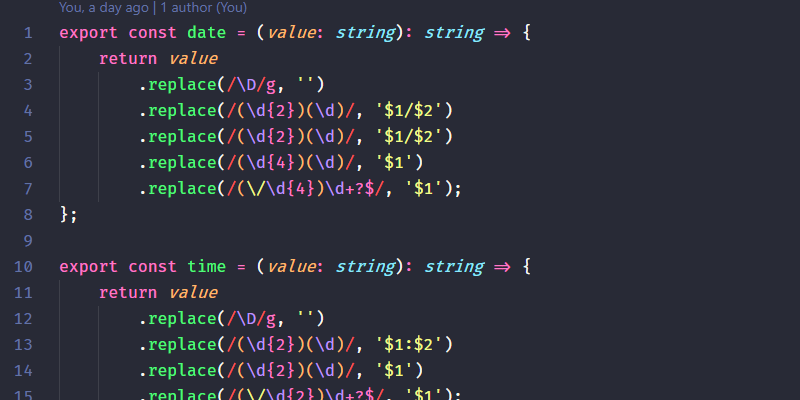 You, a day ago | 1 author (You)
1 export const date = (value: string): string => {
2 return value
3 .replace(/\D/g, '')
4 .replace(/(\d{2})(\d)/, '$1/$2')
5 .replace(/(\d{2})(\d)/, '$1/$2')
6 .replace(/(\d{4})(\d)/, '$1')
7 .replace(/(\/\d{4})\d+?$/, '$1');
8 };
9
10 export const time = (value: string): string => {
11 return value
12 .replace(/\D/g, '')
13 .replace(/(\d{2})(\d)/, '$1:$2')
14 .replace(/(\d{2})(\d)/, '$1')
15 .replace(/(\/\d{2})\d+?$/, '$1');